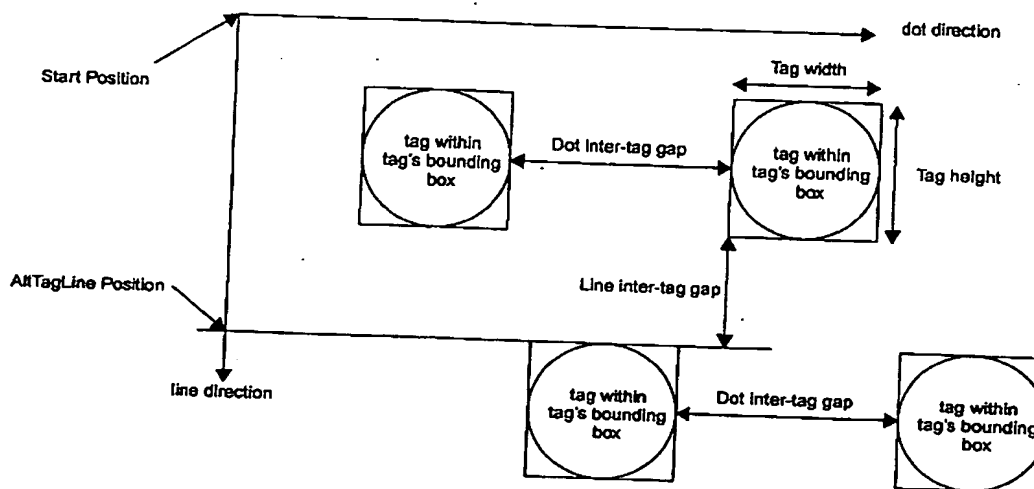 dot direction
Start Position
Tag width
tag within
tag's bounding
box
Dot inter-tag gap
tag within
tag's bounding
box
Tag height
AltTagLine Position
Line inter-tag gap
line direction
tag within
tag's bounding
box
Dot inter-tag gap
tag within
tag's bounding
box